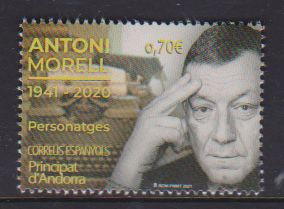 ANTONI
MORELL
1941 - 2020
0,70€
Personatges
CORREUS ESPANYOLS
Principat
d'Andorra